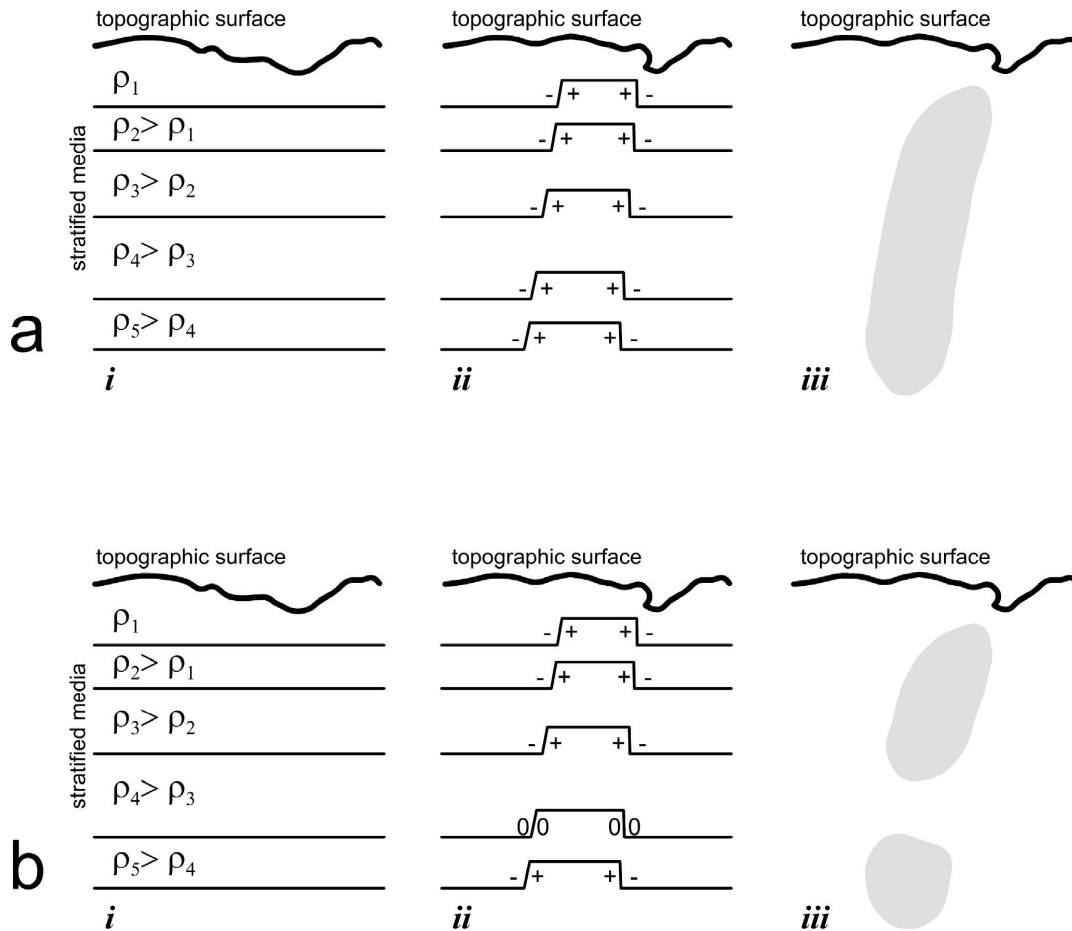 topographic surface
topographic surface
topographic surface
stratified media
ρ1
ρ2> ρ1
ρ3> ρ2
ρ4> ρ3
ρ5> ρ4
- + + -
- + + -
- + + -
- + + -
- + + -
a
i
ii
iii
topographic surface
topographic surface
topographic surface
stratified media
ρ1
ρ2> ρ1
ρ3> ρ2
ρ4> ρ3
ρ5> ρ4
- + + -
- + + -
- + + -
0 0 0 0
- + + -
b
i
ii
iii